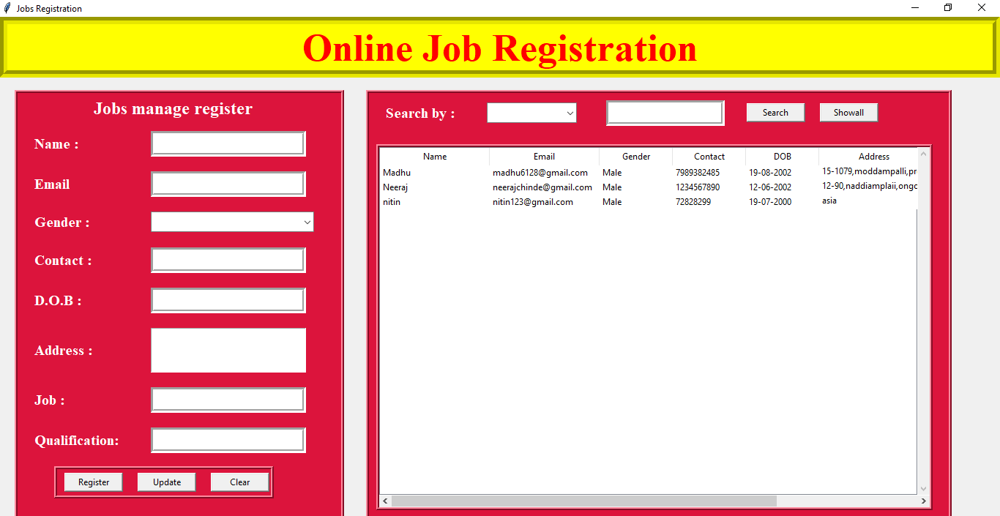 Jobs Registration
Online Job Registration
Jobs manage register
Name :
Email
Gender :
Contact :
D.O.B :
Address :
Job :
Qualification:
Register Update Clear
Search by : Search Showall
Name Email Gender Contact DOB Address
Madhu madhu6128@gmail.com Male 7989382485 19-08-2002 15-1079,moddampalli,pr
Neeraj neerajchinde@gmail.com Male 1234567890 12-06-2002 12-90,naddiamplaii,ongc
nitin nitin123@gmail.com Male 72828299 19-07-2000 asia